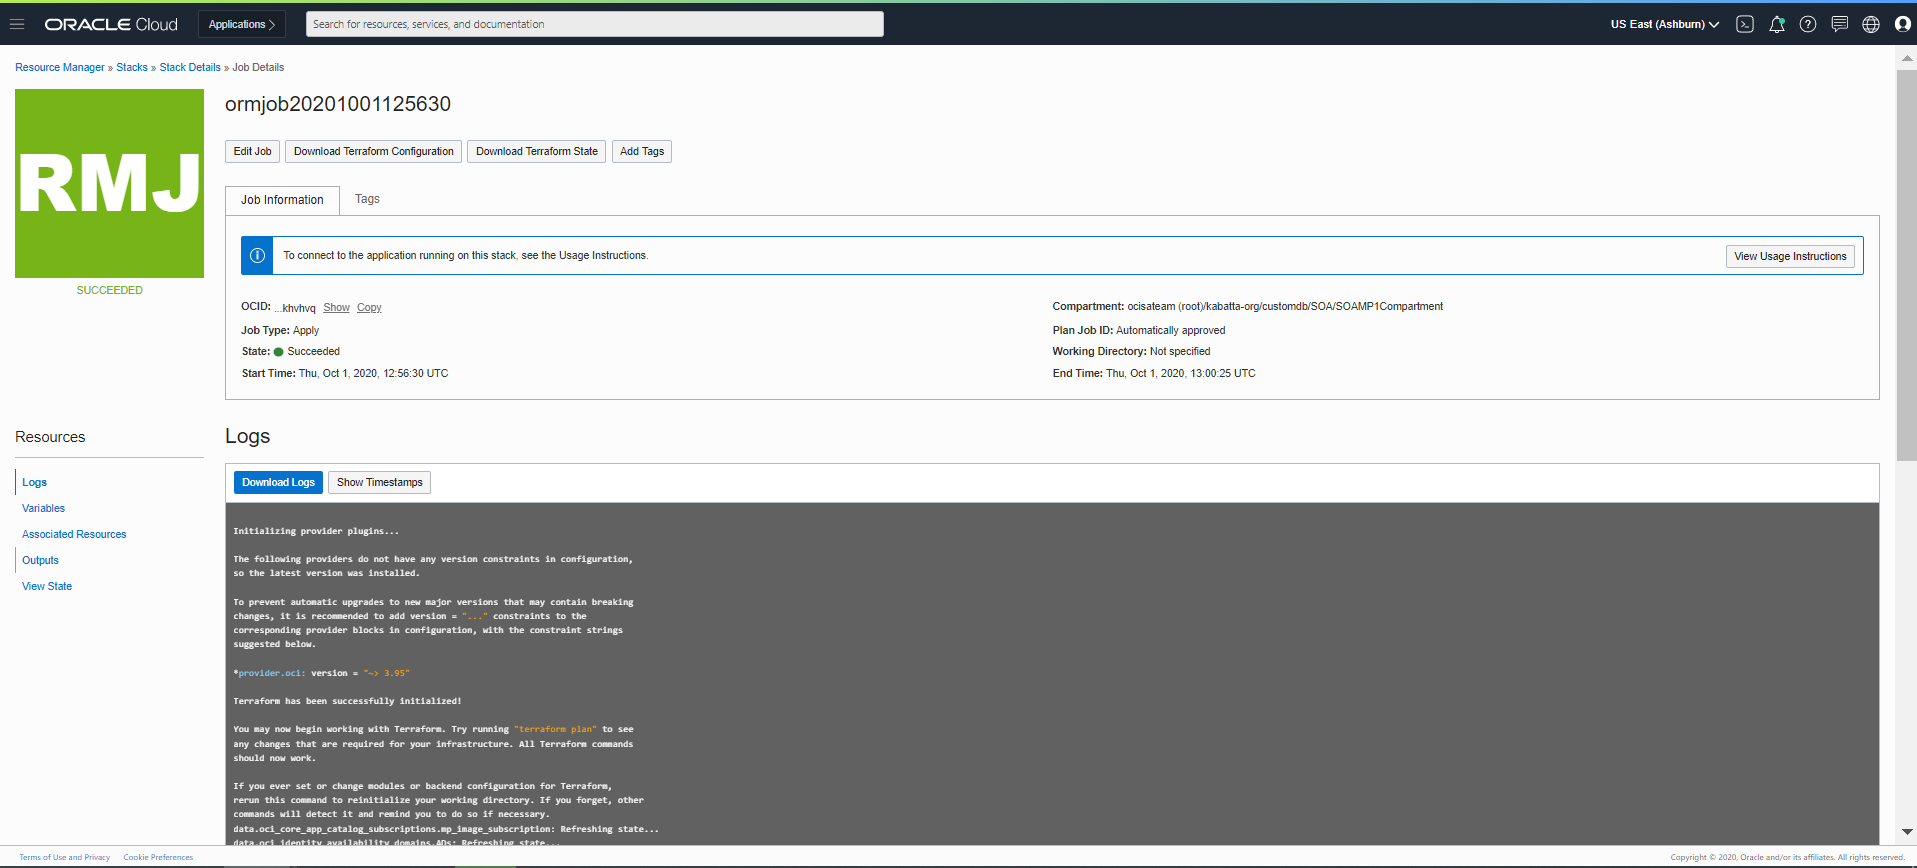 ORACLE Cloud
Applications >
Search for resources, services, and documentation
US East (Ashburn)
Resource Manager » Stacks » Stack Details » Job Details
RMJ
SUCCEEDED
ormjob20201001125630
Edit Job
Download Terraform Configuration
Download Terraform State
Add Tags
Job Information
Tags
To connect to the application running on this stack, see the Usage Instructions.
View Usage Instructions
OCID: ...khvhvq Show Copy
Job Type: Apply
State: Succeeded
Start Time: Thu, Oct 1, 2020, 12:56:30 UTC
Compartment: ocisateam (root)/kabatta-org/customdb/SOA/SOAMP1Compartment
Plan Job ID: Automatically approved
Working Directory: Not specified
End Time: Thu, Oct 1, 2020, 13:00:25 UTC
Resources
Logs
Variables
Associated Resources
Outputs
View State
Logs
Download Logs
Show Timestamps
Initializing provider plugins...
The following providers do not have any version constraints in configuration,
so the latest version was installed.
To prevent automatic upgrades to new major versions that may contain breaking
changes, it is recommended to add version = "..." constraints to the
corresponding provider blocks in configuration, with the constraint strings
suggested below.
*provider.oci: version = "~> 3.95"
Terraform has been successfully initialized!
You may now begin working with Terraform. Try running "terraform plan" to see
any changes that are required for your infrastructure. All Terraform commands
should now work.
If you ever set or change modules or backend configuration for Terraform,
rerun this command to reinitialize your working directory. If you forget, other
commands will detect it and remind you to do so if necessary.
data.oci_core_app_catalog_subscriptions.mp_image_subscription: Refreshing state...
data.oci_identity_availability_domains.ADs: Refreshing state...
Terms of Use and Privacy
Cookie Preferences
Copyright © 2020, Oracle and/or its affiliates. All rights reserved.